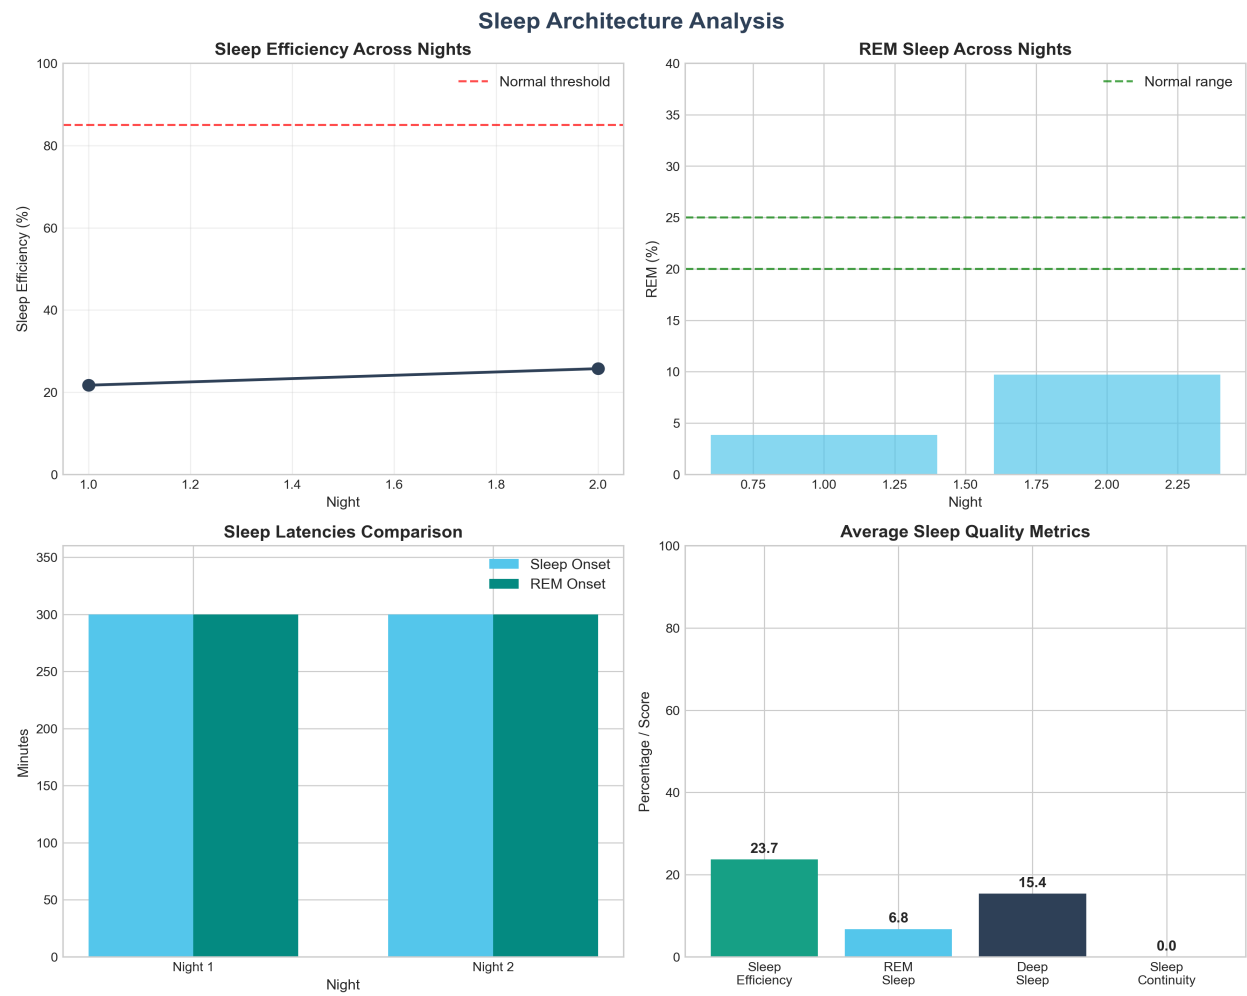 Sleep Architecture Analysis
Sleep Efficiency Across Nights
Normal threshold
Sleep Efficiency (%)
100
80
60
40
20
0
1.0 1.2 1.4 1.6 1.8 2.0
Night
REM Sleep Across Nights
Normal range
REM (%)
40
35
30
25
20
15
10
5
0
0.75 1.00 1.25 1.50 1.75 2.00 2.25
Night
Sleep Latencies Comparison
Sleep Onset
REM Onset
Minutes
350
300
250
200
150
100
50
0
Night 1 Night 2
Night
Average Sleep Quality Metrics
Percentage / Score
100
80
60
40
20
0
23.7
6.8
15.4
0.0
Sleep
Efficiency
REM
Sleep
Deep
Sleep
Sleep
Continuity